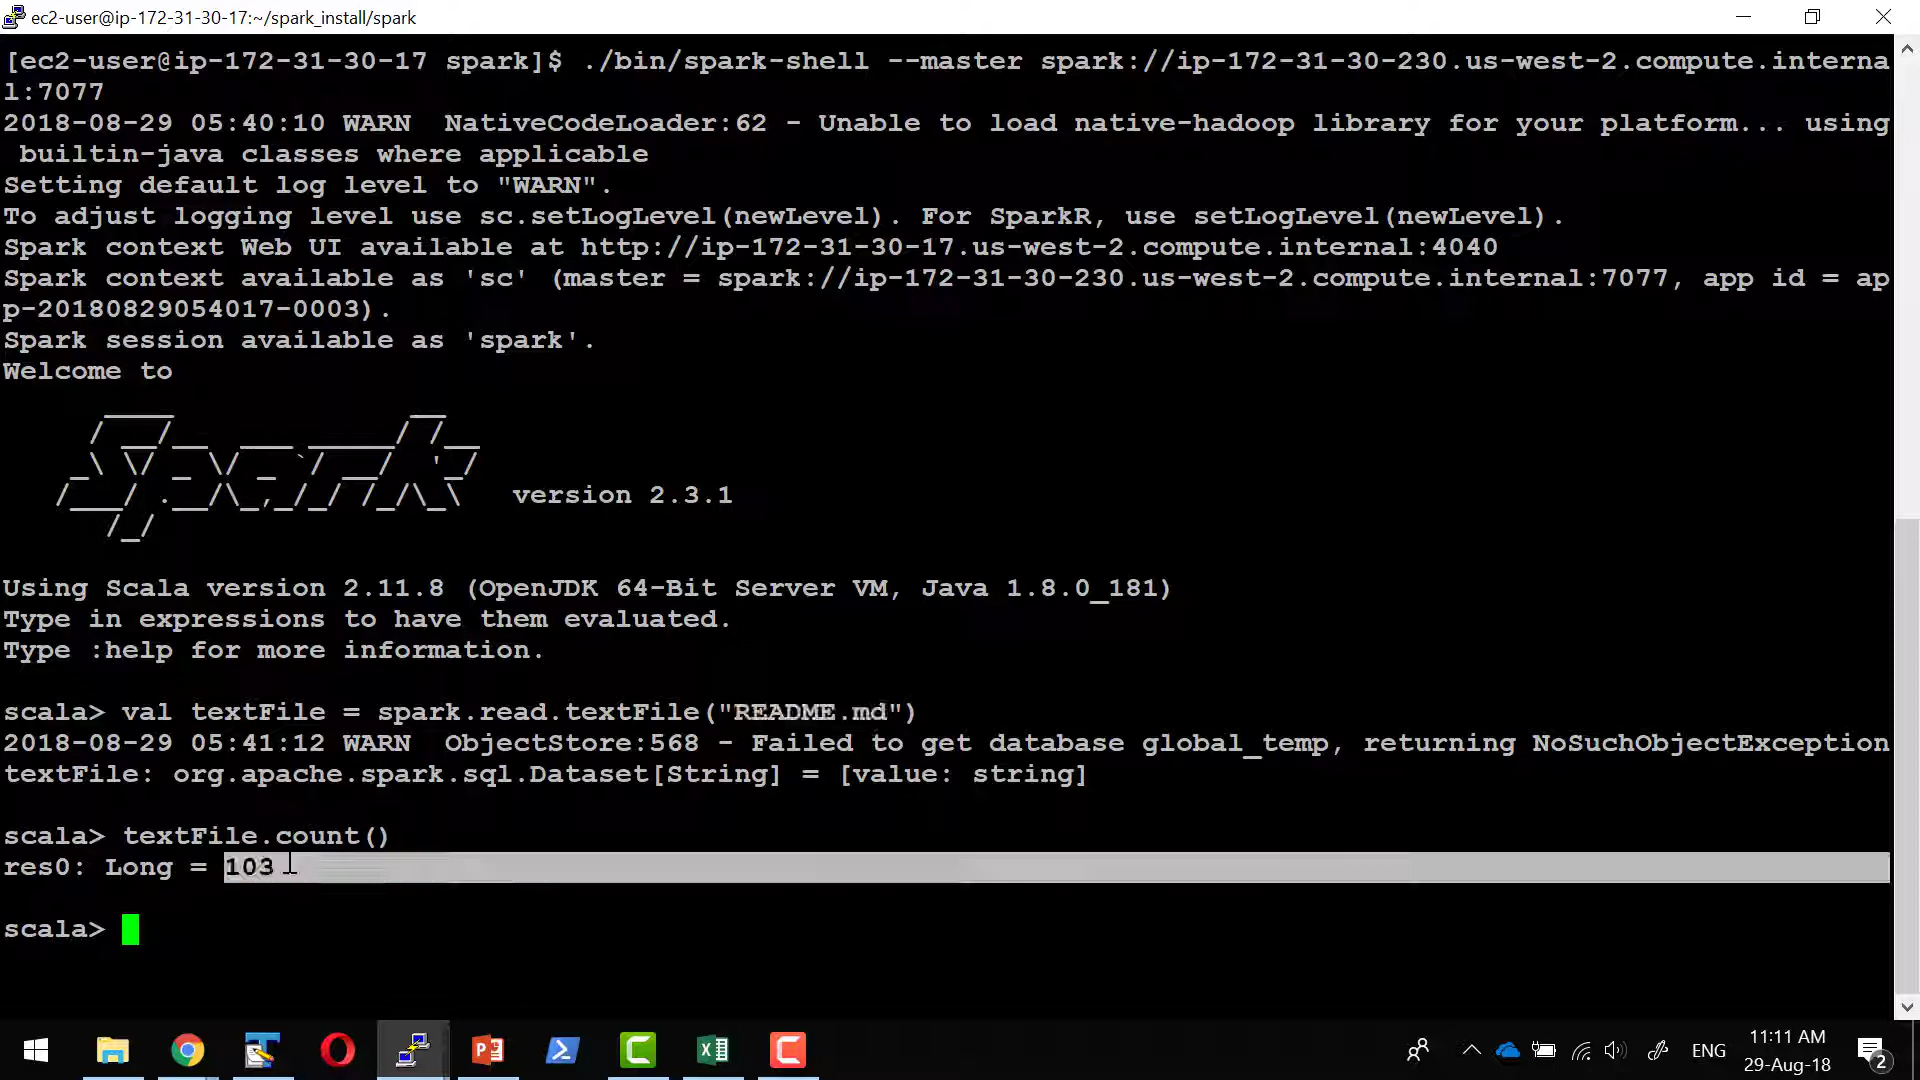 ec2-user@ip-172-31-30-17:~/spark_install/spark
[ec2-user@ip-172-31-30-17 spark]$ ./bin/spark-shell --master spark://ip-172-31-30-230.us-west-2.compute.interna
l:7077
2018-08-29 05:40:10 WARN  NativeCodeLoader:62 - Unable to load native-hadoop library for your platform... using
 builtin-java classes where applicable
Setting default log level to "WARN".
To adjust logging level use sc.setLogLevel(newLevel). For SparkR, use setLogLevel(newLevel).
Spark context Web UI available at http://ip-172-31-30-17.us-west-2.compute.internal:4040
Spark context available as 'sc' (master = spark://ip-172-31-30-230.us-west-2.compute.internal:7077, app id = ap
p-20180829054017-0003).
Spark session available as 'spark'.
Welcome to
Spark
version 2.3.1
Using Scala version 2.11.8 (OpenJDK 64-Bit Server VM, Java 1.8.0_181)
Type in expressions to have them evaluated.
Type :help for more information.
scala> val textFile = spark.read.textFile("README.md")
2018-08-29 05:41:12 WARN  ObjectStore:568 - Failed to get database global_temp, returning NoSuchObjectException
textFile: org.apache.spark.sql.Dataset[String] = [value: string]
scala> textFile.count()
res0: Long = 103
scala>
ENG
11:11 AM
29-Aug-18
2